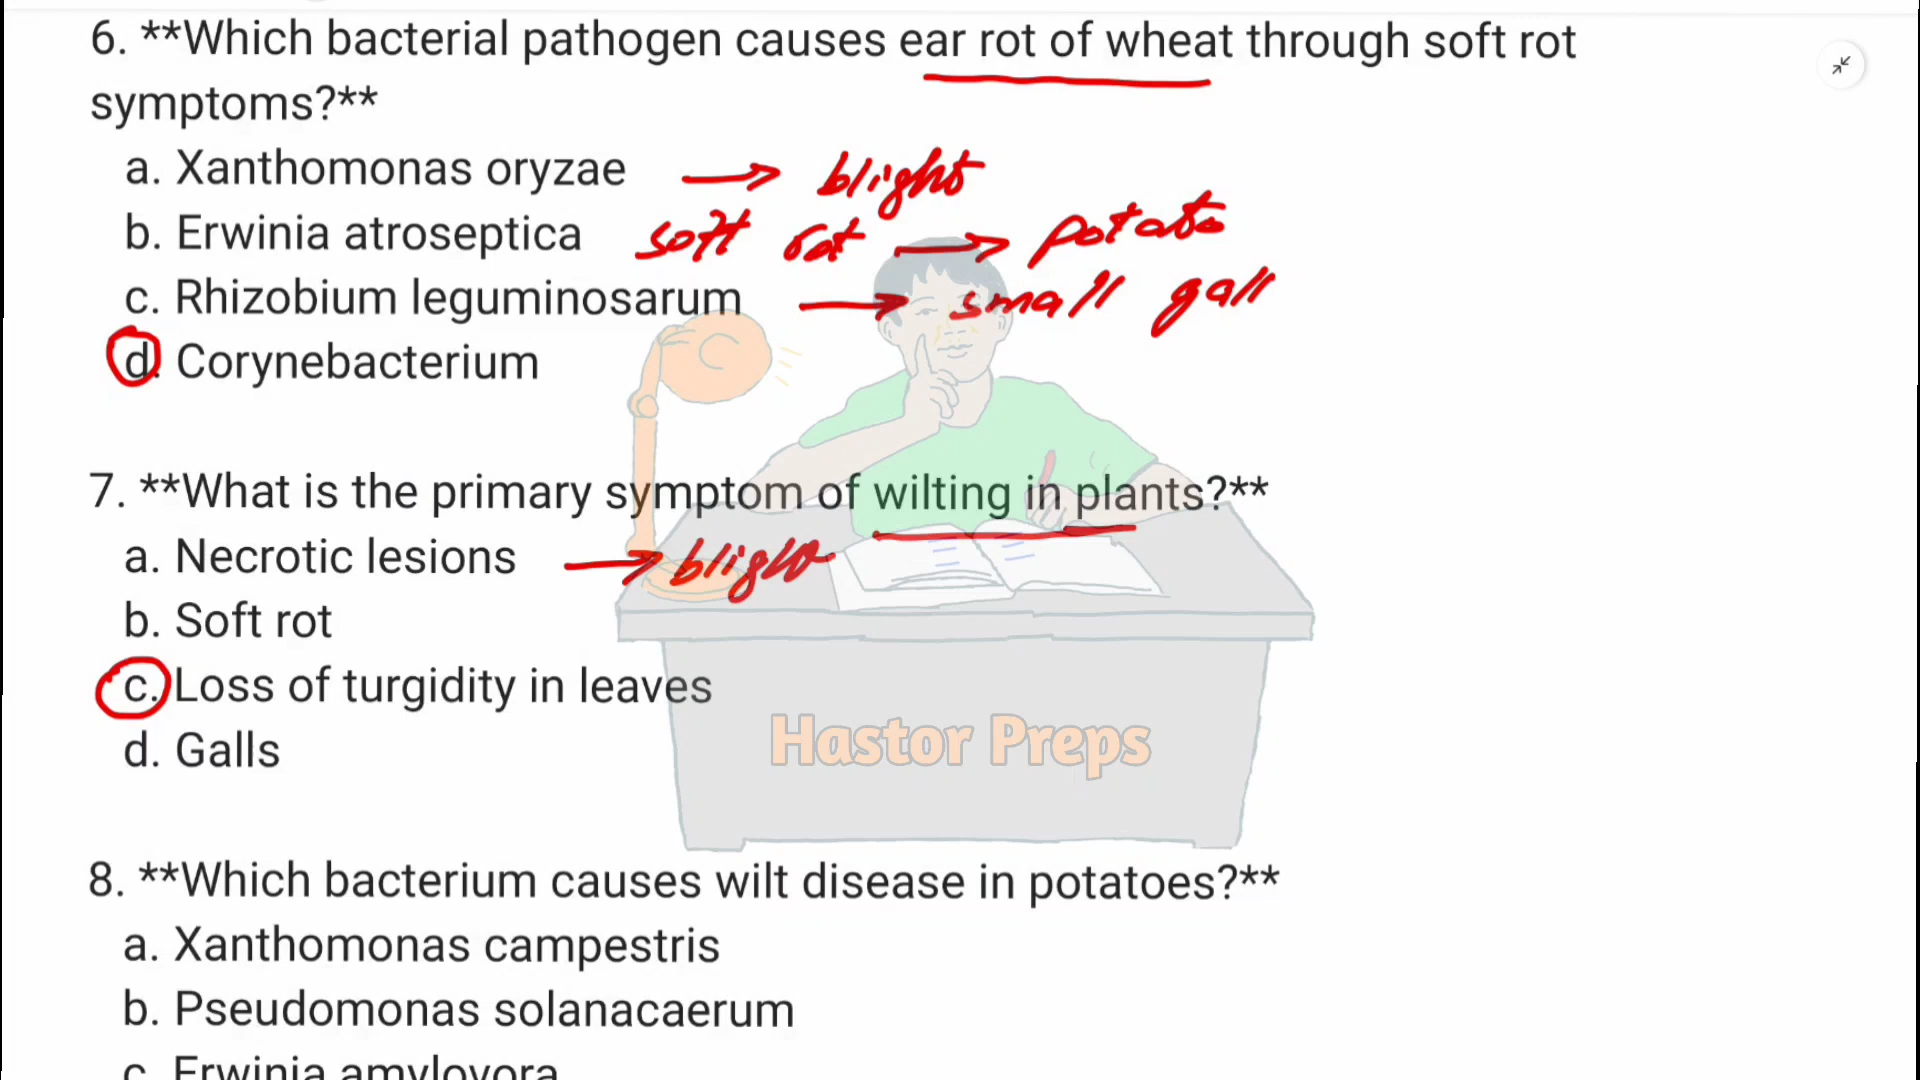 6. **Which bacterial pathogen causes ear rot of wheat through soft rot
symptoms?**
a. Xanthomonas oryzae → blight
b. Erwinia atroseptica soft rot → potato
c. Rhizobium leguminosarum → small gall
d. Corynebacterium
7. **What is the primary symptom of wilting in plants?**
a. Necrotic lesions → blight
b. Soft rot
c. Loss of turgidity in leaves
d. Galls
Hastor Preps
8. **Which bacterium causes wilt disease in potatoes?**
a. Xanthomonas campestris
b. Pseudomonas solanacaerum
c. Erwinia amylovora